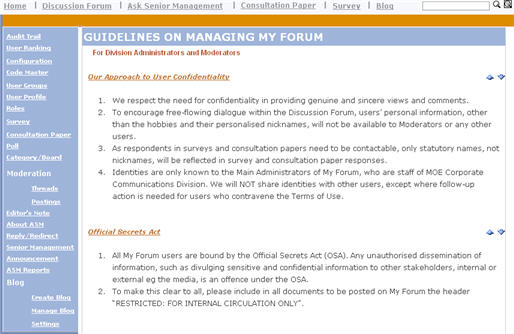 Home | Discussion Forum | Ask Senior Management | Consultation Paper | Survey | Blog
GUIDELINES ON MANAGING MY FORUM
For Division Administrators and Moderators
Audit Trail
User Ranking
Configuration
Code Master
User Groups
User Profile
Roles
Survey
Consultation Paper
Poll
Category/Board
Moderation
Threads
Postings
Editor's Note
About ASM
Reply/Redirect
Senior Management
Announcement
ASM Reports
Blog
Create Blog
Manage Blog
Settings
Our Approach to User Confidentiality
1. We respect the need for confidentiality in providing genuine and sincere views and comments.
2. To encourage free-flowing dialogue within the Discussion Forum, users' personal information, other
than the hobbies and their personalised nicknames, will not be available to Moderators or any other
users.
3. As respondents in surveys and consultation papers need to be contactable, only statutory names, not
nicknames, will be reflected in survey and consultation paper responses.
4. Identities are only known to the Main Administrators of My Forum, who are staff of MOE Corporate
Communications Division. We will NOT share identities with other users, except where follow-up
action is needed for users who contravene the Terms of Use.
Official Secrets Act
1. All My Forum users are bound by the Official Secrets Act (OSA). Any unauthorised dissemination of
information, such as divulging sensitive and confidential information to other stakeholders, internal or
external eg the media, is an offence under the OSA.
2. To make this clear to all, please include in all documents to be posted on My Forum the header
"RESTRICTED: FOR INTERNAL CIRCULATION ONLY".